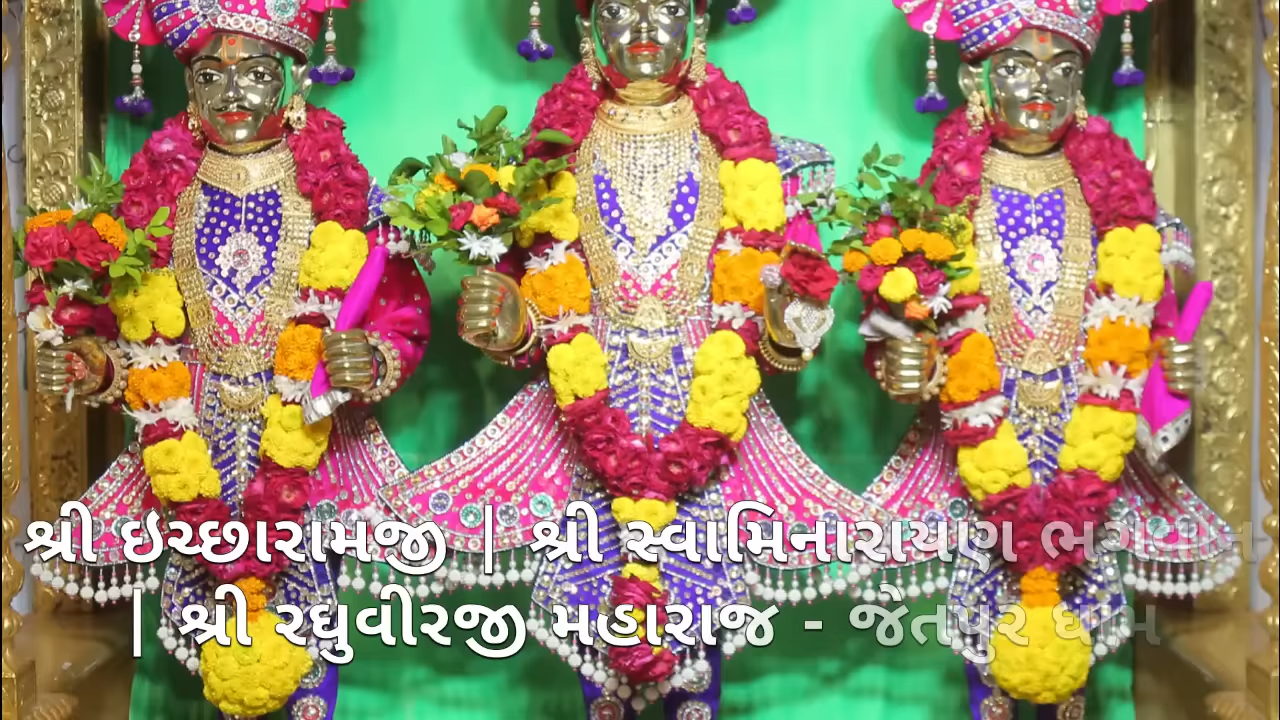 શ્રી ઇચ્છારામજી | શ્રી સ્વામિનારાયણ ભગવાન
| શ્રી રઘુવીરજી મહારાજ - જેતપુર ધામ